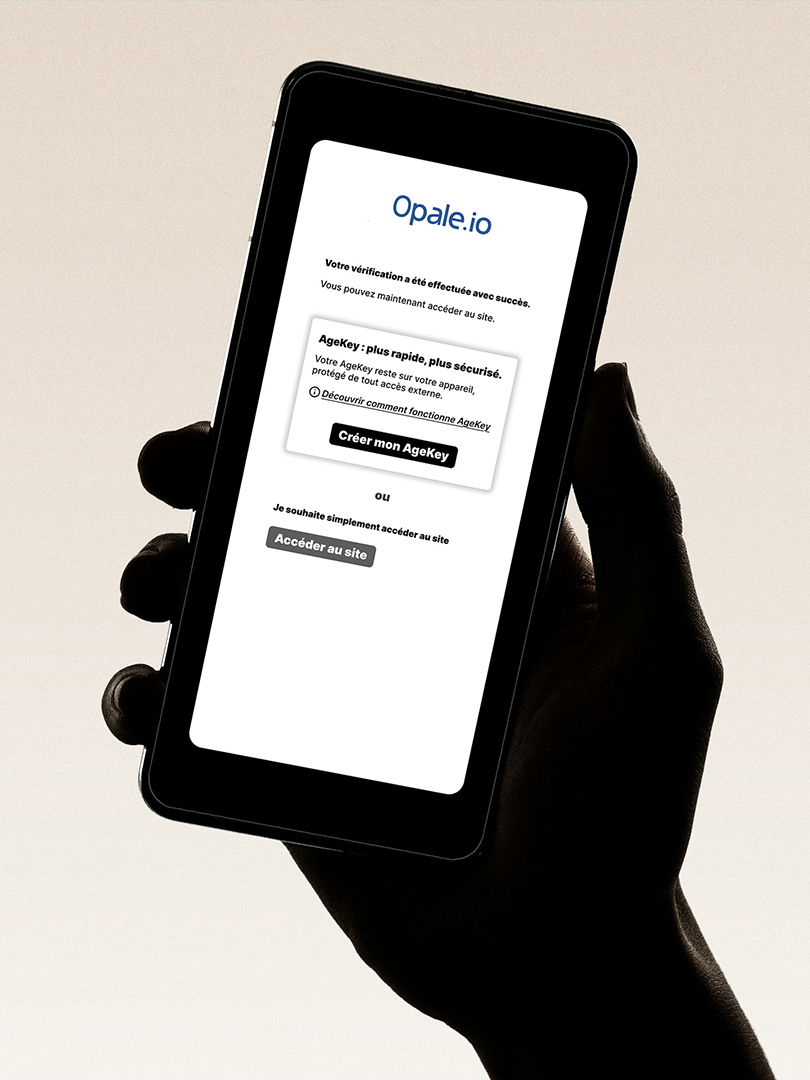 Opale.io
Votre vérification a été effectuée avec succès.
Vous pouvez maintenant accéder au site.
AgeKey : plus rapide, plus sécurisé.
Votre AgeKey reste sur votre appareil,
protégé de tout accès externe.
Découvrir comment fonctionne AgeKey
Créer mon AgeKey
ou
Je souhaite simplement accéder au site
Accéder au site